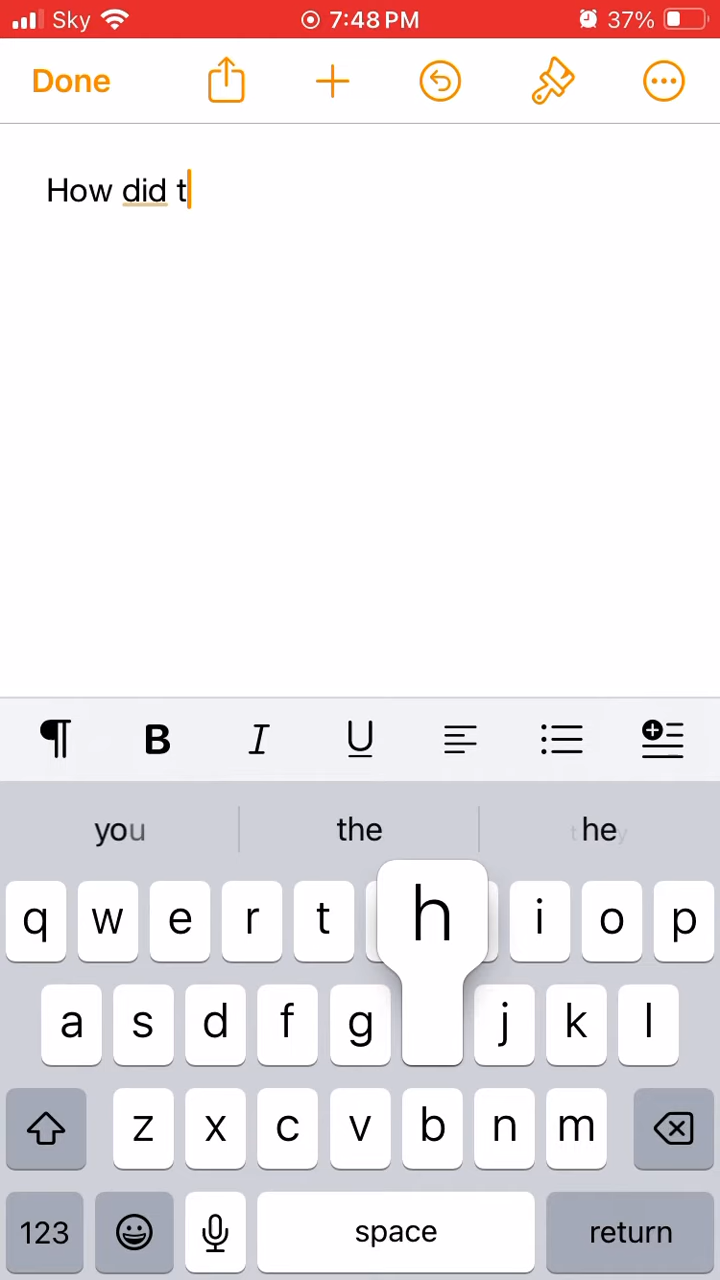 Sky 7:48 PM 37%
Done
How did t
B I U
you the he
q w e r t h i o p
a s d f g j k l
z x c v b n m
123 space return